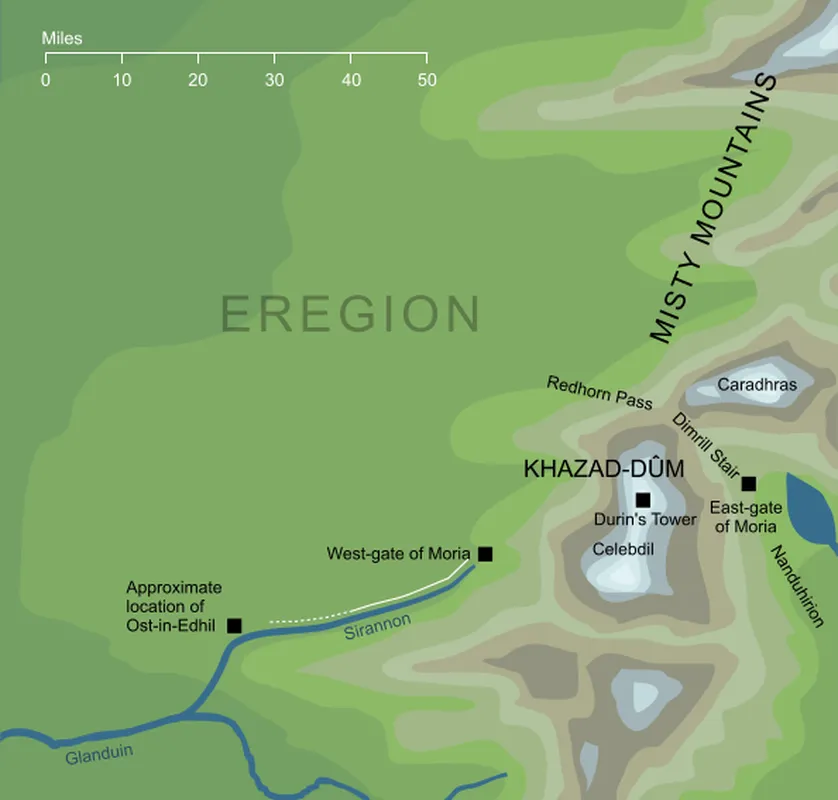 Miles
0 10 20 30 40 50
MISTY MOUNTAINS
EREGION
Redhorn Pass
Caradhras
Dimrill Stair
KHAZAD-DÛM
Durin's Tower
East-gate
of Moria
Celebdil
West-gate of Moria
Nanduhirion
Approximate
location of
Ost-in-Edhil
Sirannon
Glanduin